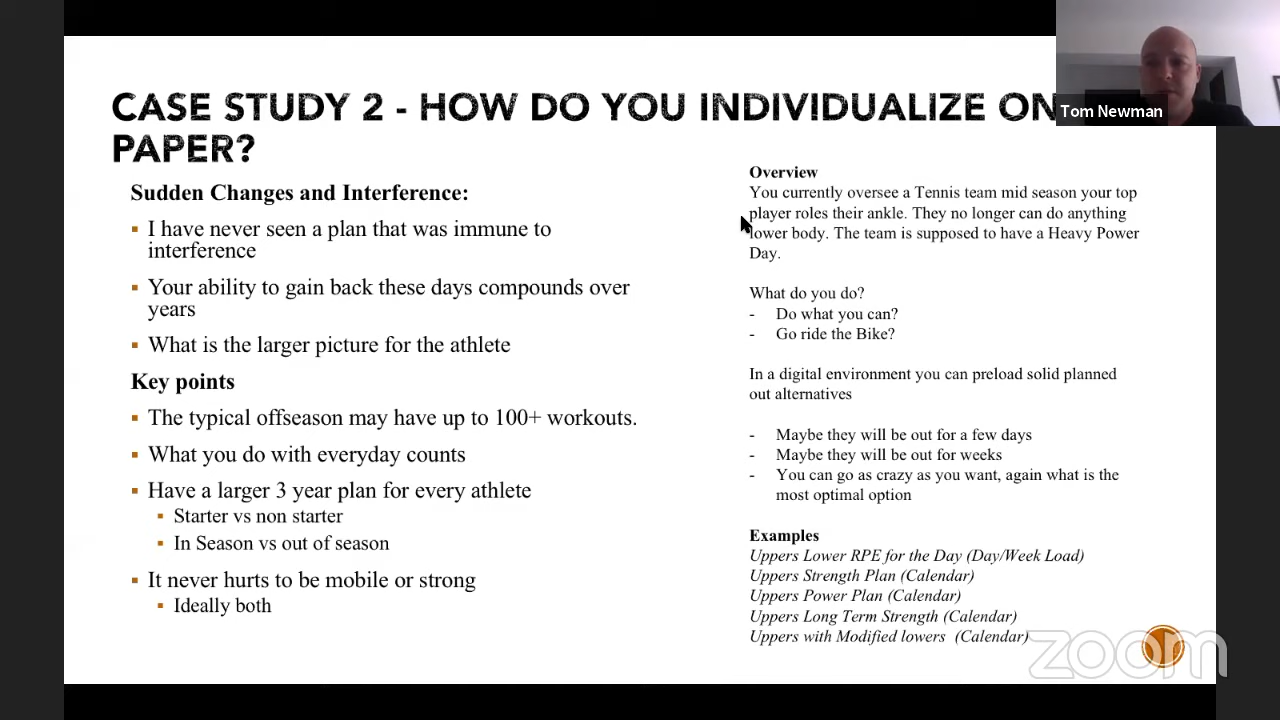 CASE STUDY 2 - HOW DO YOU INDIVIDUALIZE ON
PAPER?
Tom Newman
Sudden Changes and Interference:
▪ I have never seen a plan that was immune to
interference
▪ Your ability to gain back these days compounds over
years
▪ What is the larger picture for the athlete
Key points
▪ The typical offseason may have up to 100+ workouts.
▪ What you do with everyday counts
▪ Have a larger 3 year plan for every athlete
▪ Starter vs non starter
▪ In Season vs out of season
▪ It never hurts to be mobile or strong
▪ Ideally both
Overview
You currently oversee a Tennis team mid season your top
player roles their ankle. They no longer can do anything
lower body. The team is supposed to have a Heavy Power
Day.
What do you do?
- Do what you can?
- Go ride the Bike?
In a digital environment you can preload solid planned
out alternatives
- Maybe they will be out for a few days
- Maybe they will be out for weeks
- You can go as crazy as you want, again what is the
most optimal option
Examples
Uppers Lower RPE for the Day (Day/Week Load)
Uppers Strength Plan (Calendar)
Uppers Power Plan (Calendar)
Uppers Long Term Strength (Calendar)
Uppers with Modified lowers (Calendar)
zoom